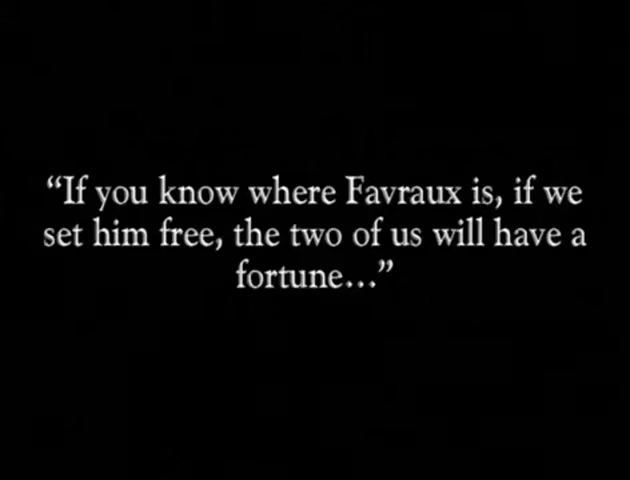 “If you know where Favraux is, if we
set him free, the two of us will have a
fortune...”